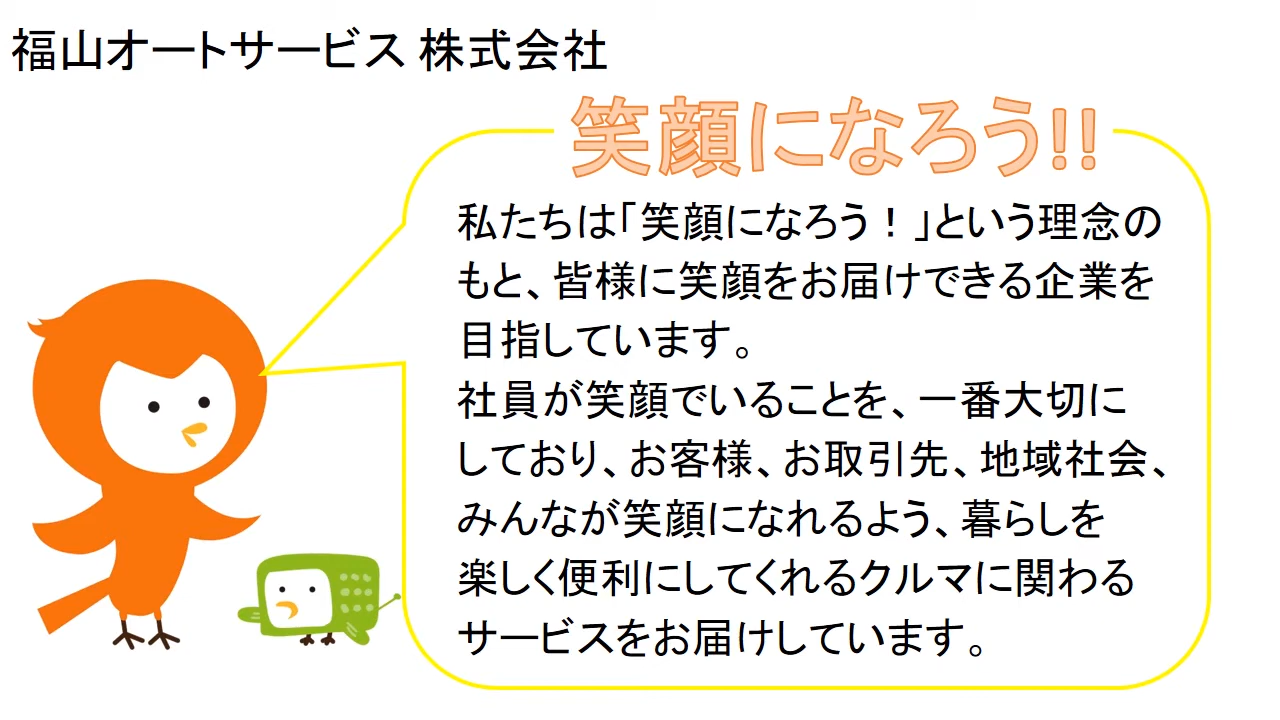 福山オートサービス 株式会社
笑顔になろう!!
私たちは「笑顔になろう！」という理念の
もと、皆様に笑顔をお届けできる企業を
目指しています。
社員が笑顔でいることを、一番大切に
しており、お客様、お取引先、地域社会、
みんなが笑顔になれるよう、暮らしを
楽しく便利にしてくれるクルマに関わる
サービスをお届けしています。